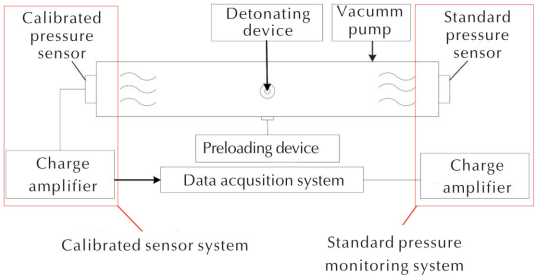 Calibrated
pressure
sensor
Detonating
device
Vacumm
pump
Standard
pressure
sensor
Preloading device
Charge
amplifier
Data acqusition system
Charge
amplifier
Calibrated sensor system
Standard pressure
monitoring system